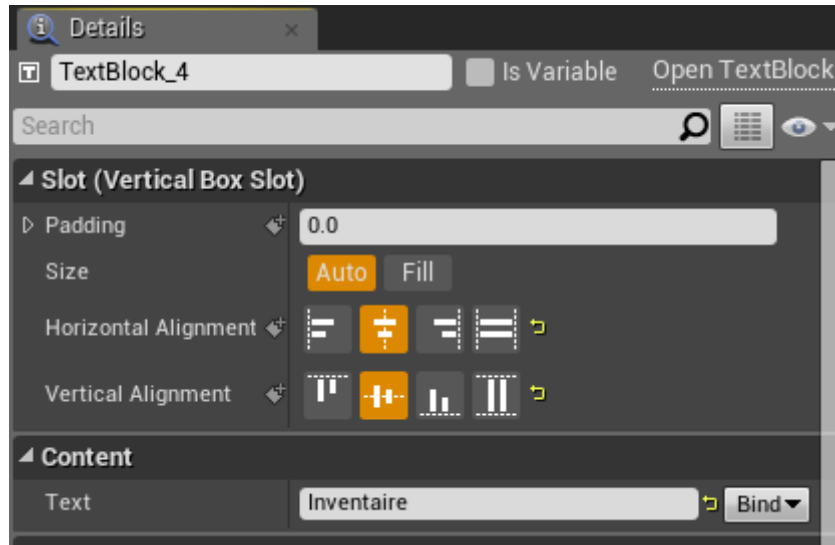 Details
TextBlock_4 Is Variable Open TextBlock
Search
Slot (Vertical Box Slot)
Padding 0.0
Size Auto Fill
Horizontal Alignment
Vertical Alignment
Content
Text Inventaire Bind